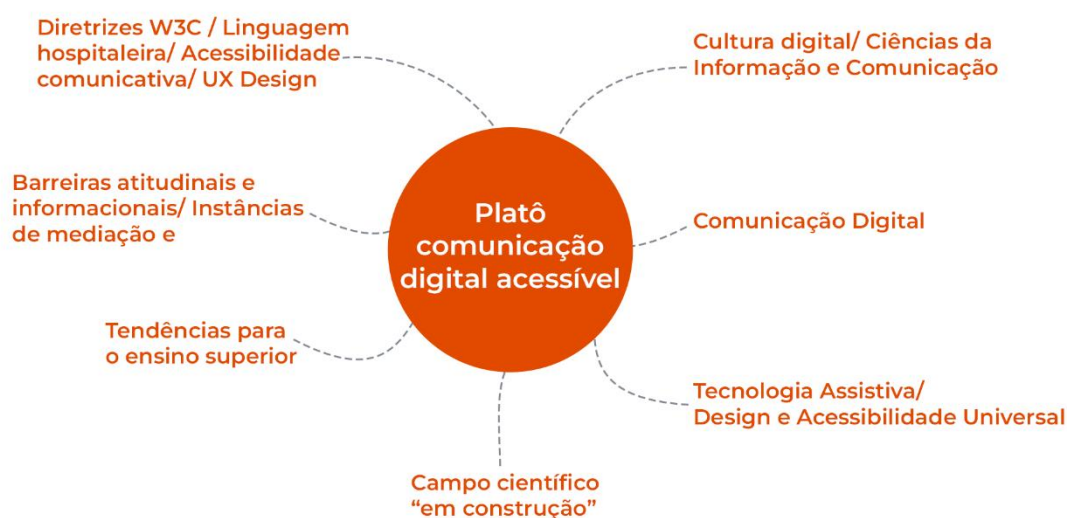 Diretrizes W3C / Linguagem
hospitaleira/ Acessibilidade
comunicativa/ UX Design
Cultura digital/ Ciências da
Informação e Comunicação
Barreiras atitudinais e
informacionais/ Instâncias
de mediação e
Platô
comunicação
digital acessível
Comunicação Digital
Tendências para
o ensino superior
Tecnologia Assistiva/
Design e Acessibilidade Universal
Campo científico
“em construção”